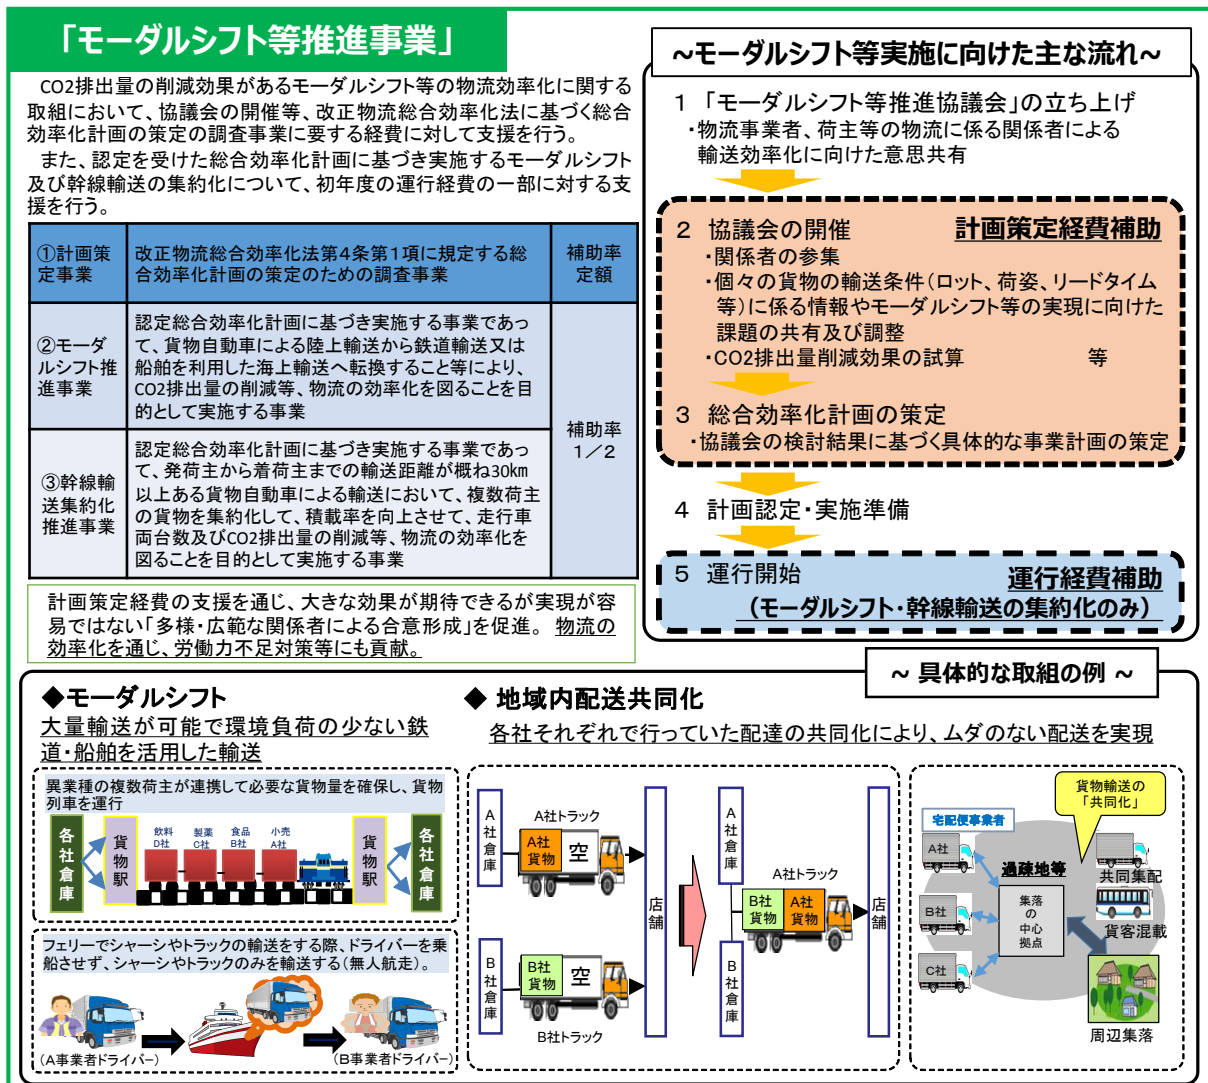 「モーダルシフト等推進事業」
CO2排出量の削減効果があるモーダルシフト等の物流効率化に関する
取組において、協議会の開催等、改正物流総合効率化法に基づく総合
効率化計画の策定の調査事業に要する経費に対して支援を行う。
また、認定を受けた総合効率化計画に基づき実施するモーダルシフト
及び幹線輸送の集約化について、初年度の運行経費の一部に対する支
援を行う。
①計画策
定事業
改正物流総合効率化法第4条第1項に規定する総
合効率化計画の策定のための調査事業
補助率
定額
②モーダ
ルシフト推
進事業
認定総合効率化計画に基づき実施する事業であっ
て、貨物自動車による陸上輸送から鉄道輸送又は
船舶を利用した海上輸送へ転換すること等により、
CO2排出量の削減等、物流の効率化を図ることを目
的として実施する事業
補助率
1/2
③幹線輸
送集約化
推進事業
認定総合効率化計画に基づき実施する事業であっ
て、発荷主から着荷主までの輸送距離が概ね30km
以上ある貨物自動車による輸送において、複数荷主
の貨物を集約化して、積載率を向上させて、走行車
両台数及びCO2排出量の削減等、物流の効率化を
図ることを目的として実施する事業
計画策定経費の支援を通じ、大きな効果が期待できるが実現が容
易ではない「多様・広範な関係者による合意形成」を促進。 物流の
効率化を通じ、労働力不足対策等にも貢献。
~モーダルシフト等実施に向けた主な流れ~
1 「モーダルシフト等推進協議会」の立ち上げ
・物流事業者、荷主等の物流に係る関係者による
輸送効率化に向けた意思共有
2 協議会の開催 計画策定経費補助
・関係者の参集
・個々の貨物の輸送条件(ロット、荷姿、リードタイム
等)に係る情報やモーダルシフト等の実現に向けた
課題の共有及び調整
・CO2排出量削減効果の試算 等
3 総合効率化計画の策定
・協議会の検討結果に基づく具体的な事業計画の策定
4 計画認定・実施準備
5 運行開始 運行経費補助
(モーダルシフト・幹線輸送の集約化のみ)
~ 具体的な取組の例 ~
◆モーダルシフト
大量輸送が可能で環境負荷の少ない鉄
道・船舶を活用した輸送
異業種の複数荷主が連携して必要な貨物量を確保し、貨物
列車を運行
各社倉庫
貨物駅
飲料
D社
製薬
C社
食品
B社
小売
A社
貨物駅
各社倉庫
フェリーでシャーシやトラックの輸送をする際、ドライバーを乗
船させず、シャーシやトラックのみを輸送する(無人航走)。
(A事業者ドライバー)
(B事業者ドライバー)
◆ 地域内配送共同化
各社それぞれで行っていた配達の共同化により、ムダのない配送を実現
A社倉庫
A社トラック
A社
貨物
空
B社倉庫
B社
貨物
空
B社トラック
店舗
A社倉庫
B社倉庫
A社トラック
B社
貨物
A社
貨物
店舗
貨物輸送の
「共同化」
宅配便事業者
A社
B社
C社
過疎地等
集落
の
中心
拠点
共同集配
貨客混載
周辺集落